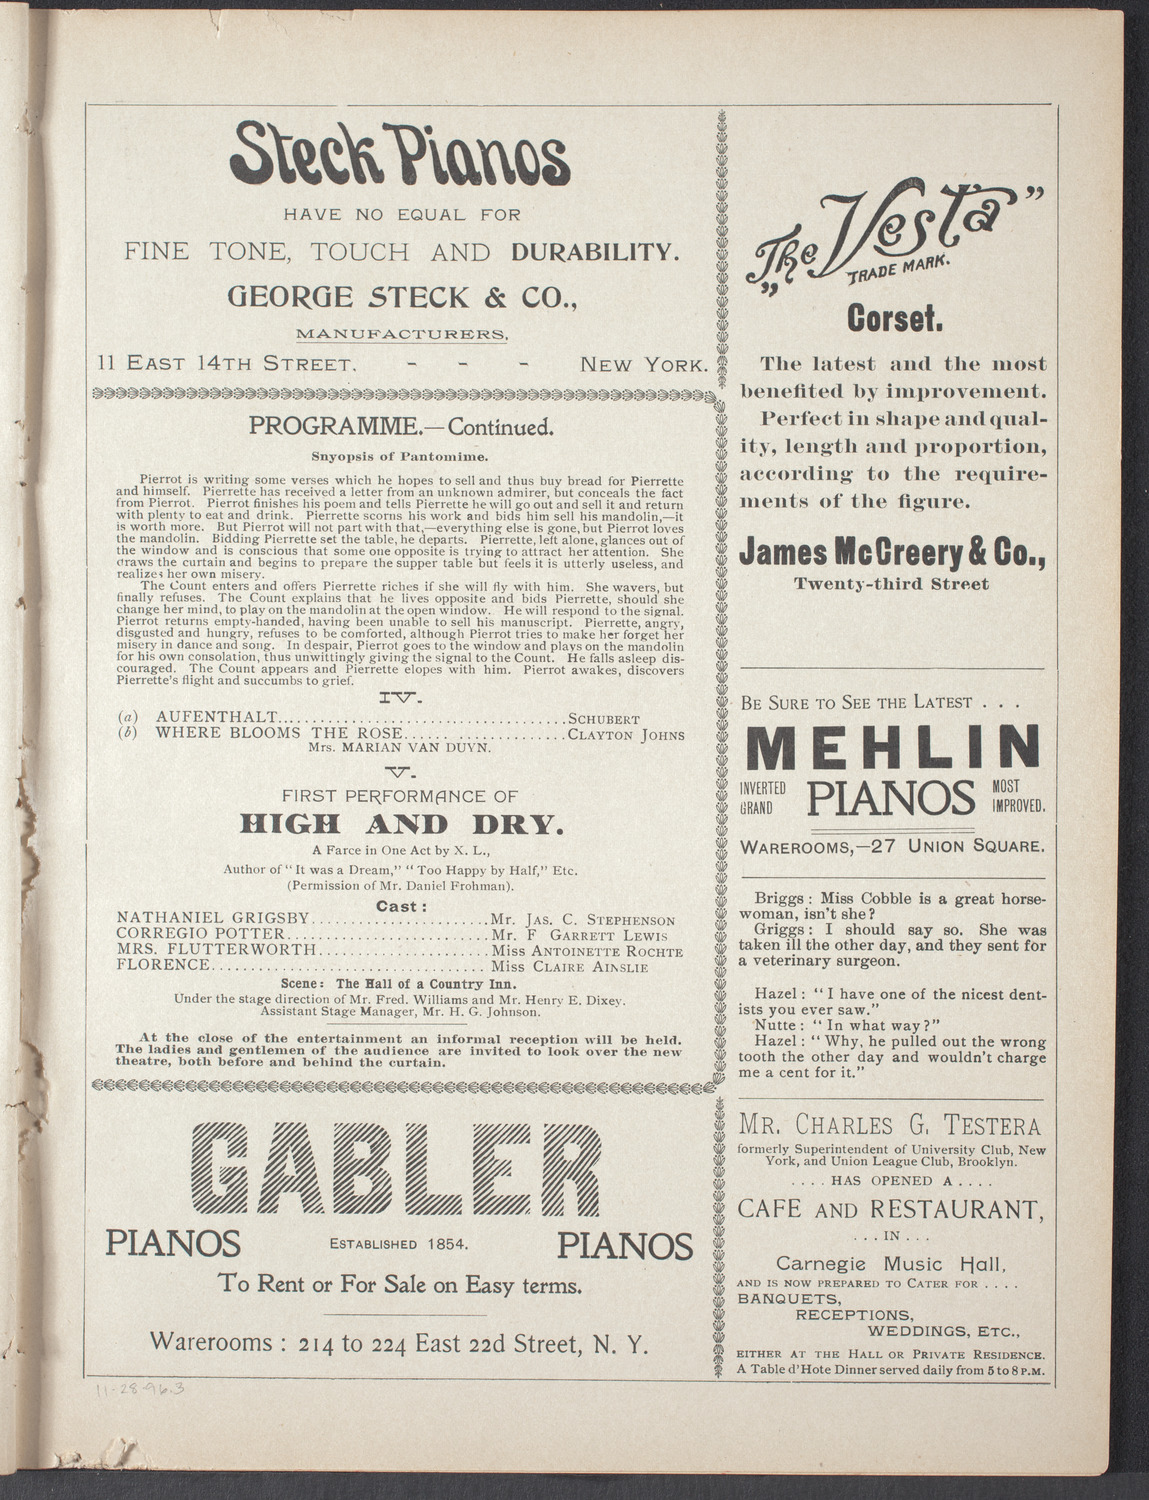 Steck Pianos
HAVE NO EQUAL FOR
FINE TONE, TOUCH AND DURABILITY.
GEORGE STECK & CO.,
MANUFACTURERS,
11 EAST 14TH STREET. - - - NEW YORK.
PROGRAMME.—Continued.
Snyopsis of Pantomime.
Pierrot is writing some verses which he hopes to sell and thus buy bread for Pierrette
and himself. Pierrette has received a letter from an unknown admirer, but conceals the fact
from Pierrot. Pierrot finishes his poem and tells Pierrette he will go out and sell it and return
with plenty to eat and drink. Pierrette scorns his work and bids him sell his mandolin,—it
is worth more. But Pierrot will not part with that,—everything else is gone, but Pierrot loves
the mandolin. Bidding Pierrette set the table, he departs. Pierrette, left alone, glances out of
the window and is conscious that some one opposite is trying to attract her attention. She
draws the curtain and begins to prepare the supper table but feels it is utterly useless, and
realizes her own misery.
The Count enters and offers Pierrette riches if she will fly with him. She wavers, but
finally refuses. The Count explains that he lives opposite and bids Pierrette, should she
change her mind, to play on the mandolin at the open window. He will respond to the signal.
Pierrot returns empty-handed, having been unable to sell his manuscript. Pierrette, angry,
disgusted and hungry, refuses to be comforted, although Pierrot tries to make her forget her
misery in dance and song. In despair, Pierrot goes to the window and plays on the mandolin
for his own consolation, thus unwittingly giving the signal to the Count. He falls asleep dis-
couraged. The Count appears and Pierrette elopes with him. Pierrot awakes, discovers
Pierrette's flight and succumbs to grief.
IV.
(a) AUFENTHALT........................................SCHUBERT
(b) WHERE BLOOMS THE ROSE...... ..............CLAYTON JOHNS
Mrs. MARIAN VAN DUYN.
V.
FIRST PERFORMANCE OF
HIGH AND DRY.
A Farce in One Act by X. L.,
Author of "It was a Dream," "Too Happy by Half," Etc.
(Permission of Mr. Daniel Frohman).
Cast:
NATHANIEL GRIGSBY........................Mr. JAS. C. STEPHENSON
CORREGIO POTTER...........................Mr. F GARRETT LEWIS
MRS. FLUTTERWORTH.......................Miss ANTOINETTE ROCHTE
FLORENCE.................................... Miss CLAIRE AINSLIE
Scene: The Hall of a Country Inn.
Under the stage direction of Mr. Fred. Williams and Mr. Henry E. Dixey.
Assistant Stage Manager, Mr. H. G. Johnson.
At the close of the entertainment an informal reception will be held.
The ladies and gentlemen of the audience are invited to look over the new
theatre, both before and behind the curtain.
GABLER
PIANOS ESTABLISHED 1854. PIANOS
To Rent or For Sale on Easy terms.
Warerooms : 214 to 224 East 22d Street, N. Y.
11-28-96.3
"The Vesta"
TRADE MARK.
Corset.
The latest and the most
benefited by improvement.
Perfect in shape and qual-
ity, length and proportion,
according to the require-
ments of the figure.
James McCreery & Co.,
Twenty-third Street
BE SURE TO SEE THE LATEST . . .
MEHLIN
INVERTED GRAND PIANOS MOST IMPROVED.
WAREROOMS,—27 UNION SQUARE.
Briggs : Miss Cobble is a great horse-
woman, isn't she?
Griggs : I should say so. She was
taken ill the other day, and they sent for
a veterinary surgeon.
Hazel : "I have one of the nicest dent-
ists you ever saw."
Nutte : "In what way?"
Hazel : "Why, he pulled out the wrong
tooth the other day and wouldn't charge
me a cent for it."
MR. CHARLES G. TESTERA
formerly Superintendent of University Club, New
York, and Union League Club, Brooklyn.
. . . . HAS OPENED A . . . .
CAFE AND RESTAURANT,
. . . IN . . .
Carnegie Music Hall,
AND IS NOW PREPARED TO CATER FOR . . . .
BANQUETS,
RECEPTIONS,
WEDDINGS, ETC.,
EITHER AT THE HALL OR PRIVATE RESIDENCE.
A Table d'Hote Dinner served daily from 5 to 8 P.M.